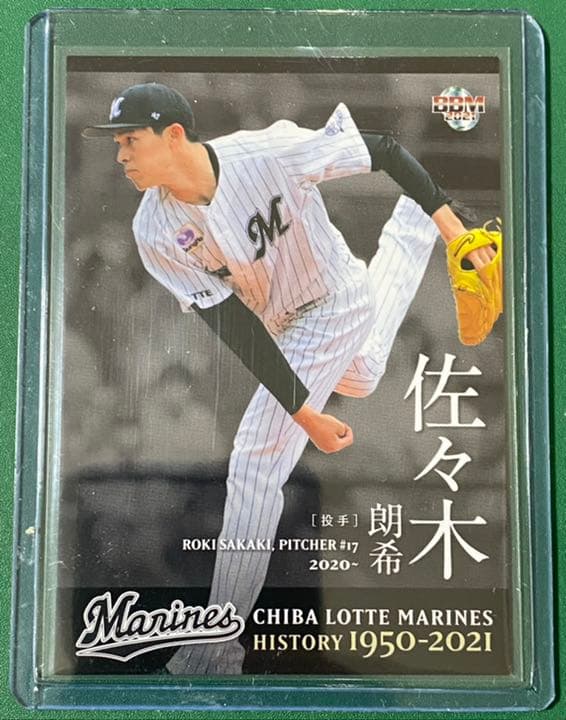 BBM
2021
M
M
TTE
佐々木
朗希
[投手]
ROKI SAKAKI, PITCHER #17
2020~
Marines
CHIBA LOTTE MARINES
HISTORY 1950-2021